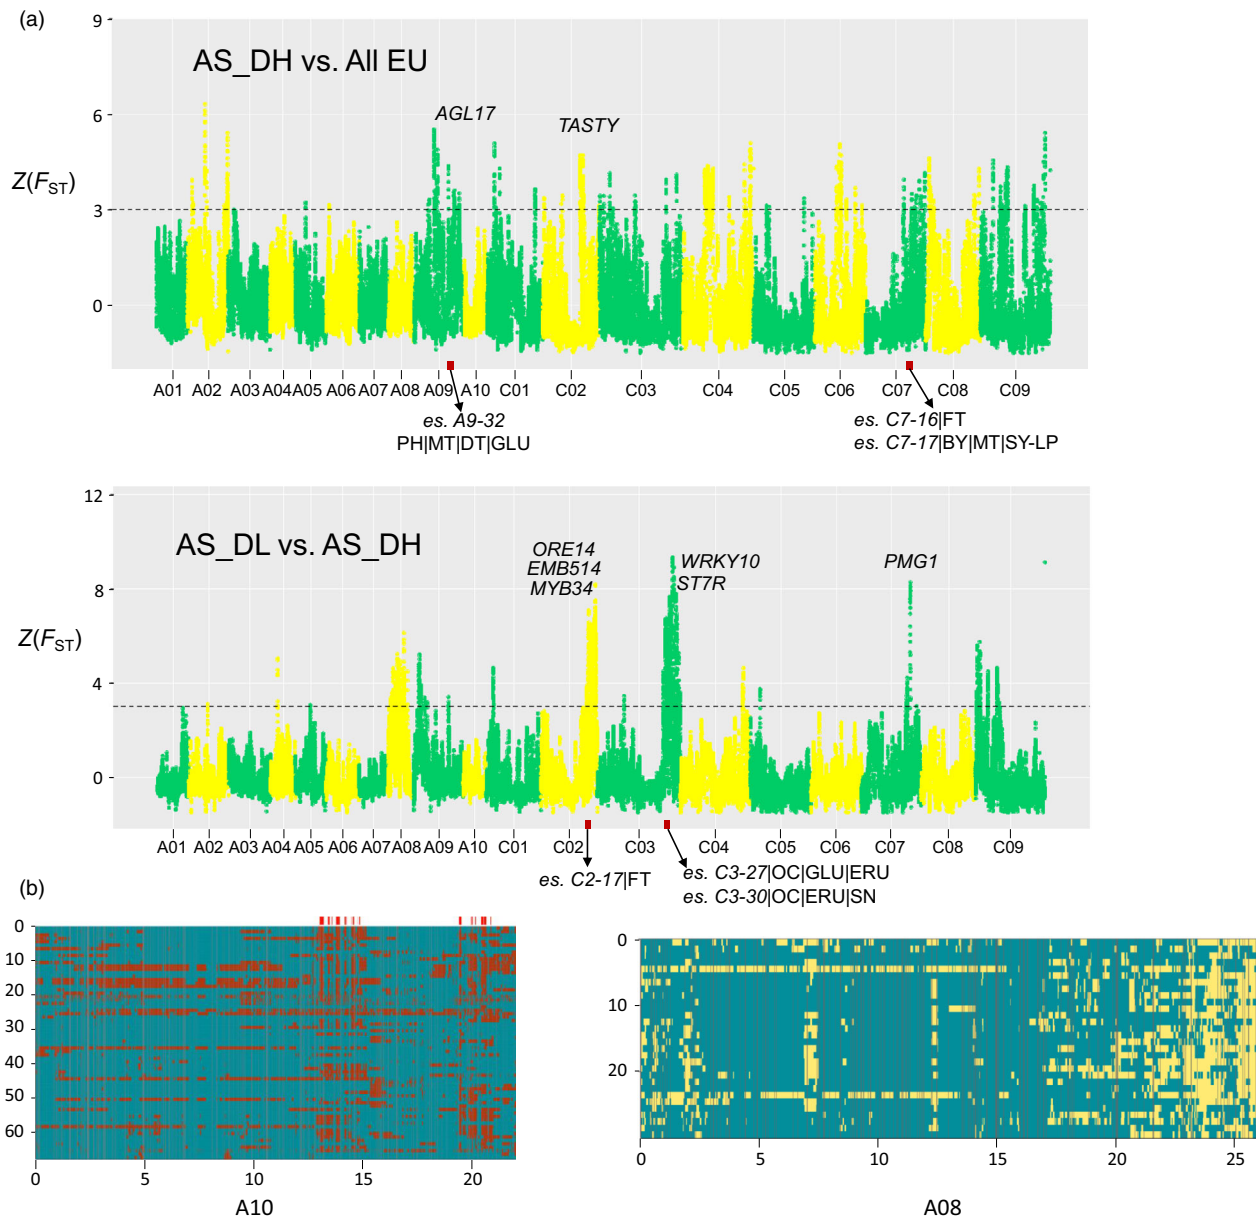 (a)
9
AS_DH vs. All EU
6
AGL17
TASTY
Z(FST)
3
0
A01 A02 A03 A04 A05 A06 A07 A08 A09 A10 C01 C02 C03 C04 C05 C06 C07 C08 C09
es. A9-32
PH|MT|DT|GLU
es. C7-16|FT
es. C7-17|BY|MT|SY-LP
12
AS_DL vs. AS_DH
ORE14
EMB514
MYB34
WRKY10
ST7R
PMG1
8
Z(FST)
4
0
A01 A02 A03 A04 A05 A06 A07 A08 A09 A10 C01 C02 C03 C04 C05 C06 C07 C08 C09
es. C2-17|FT
es. C3-27|OC|GLU|ERU
es. C3-30|OC|ERU|SN
(b)
0
10
20
30
40
50
60
0 5 10 15 20
A10
0
10
20
0 5 10 15 20 25
A08